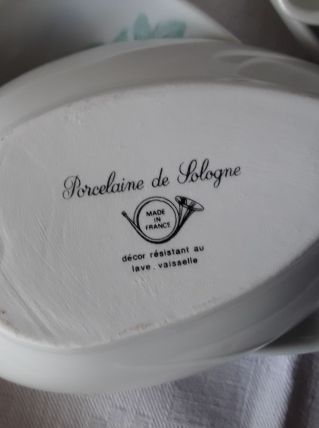 Porcelaine de Sologne
MADE
IN
FRANCE
décor résistant au
lave.vaisselle